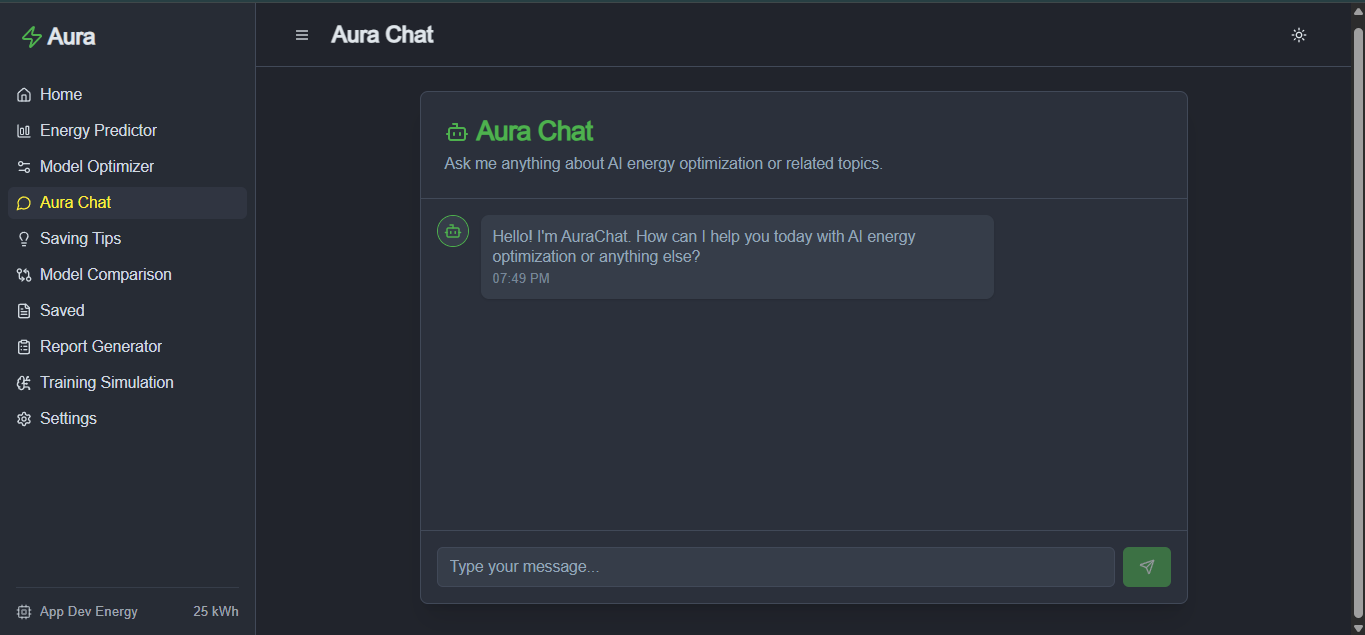 Aura
Home
Energy Predictor
Model Optimizer
Aura Chat
Saving Tips
Model Comparison
Saved
Report Generator
Training Simulation
Settings
App Dev Energy 25 kWh
Aura Chat
Aura Chat
Ask me anything about AI energy optimization or related topics.
Hello! I'm AuraChat. How can I help you today with AI energy
optimization or anything else?
07:49 PM
Type your message...